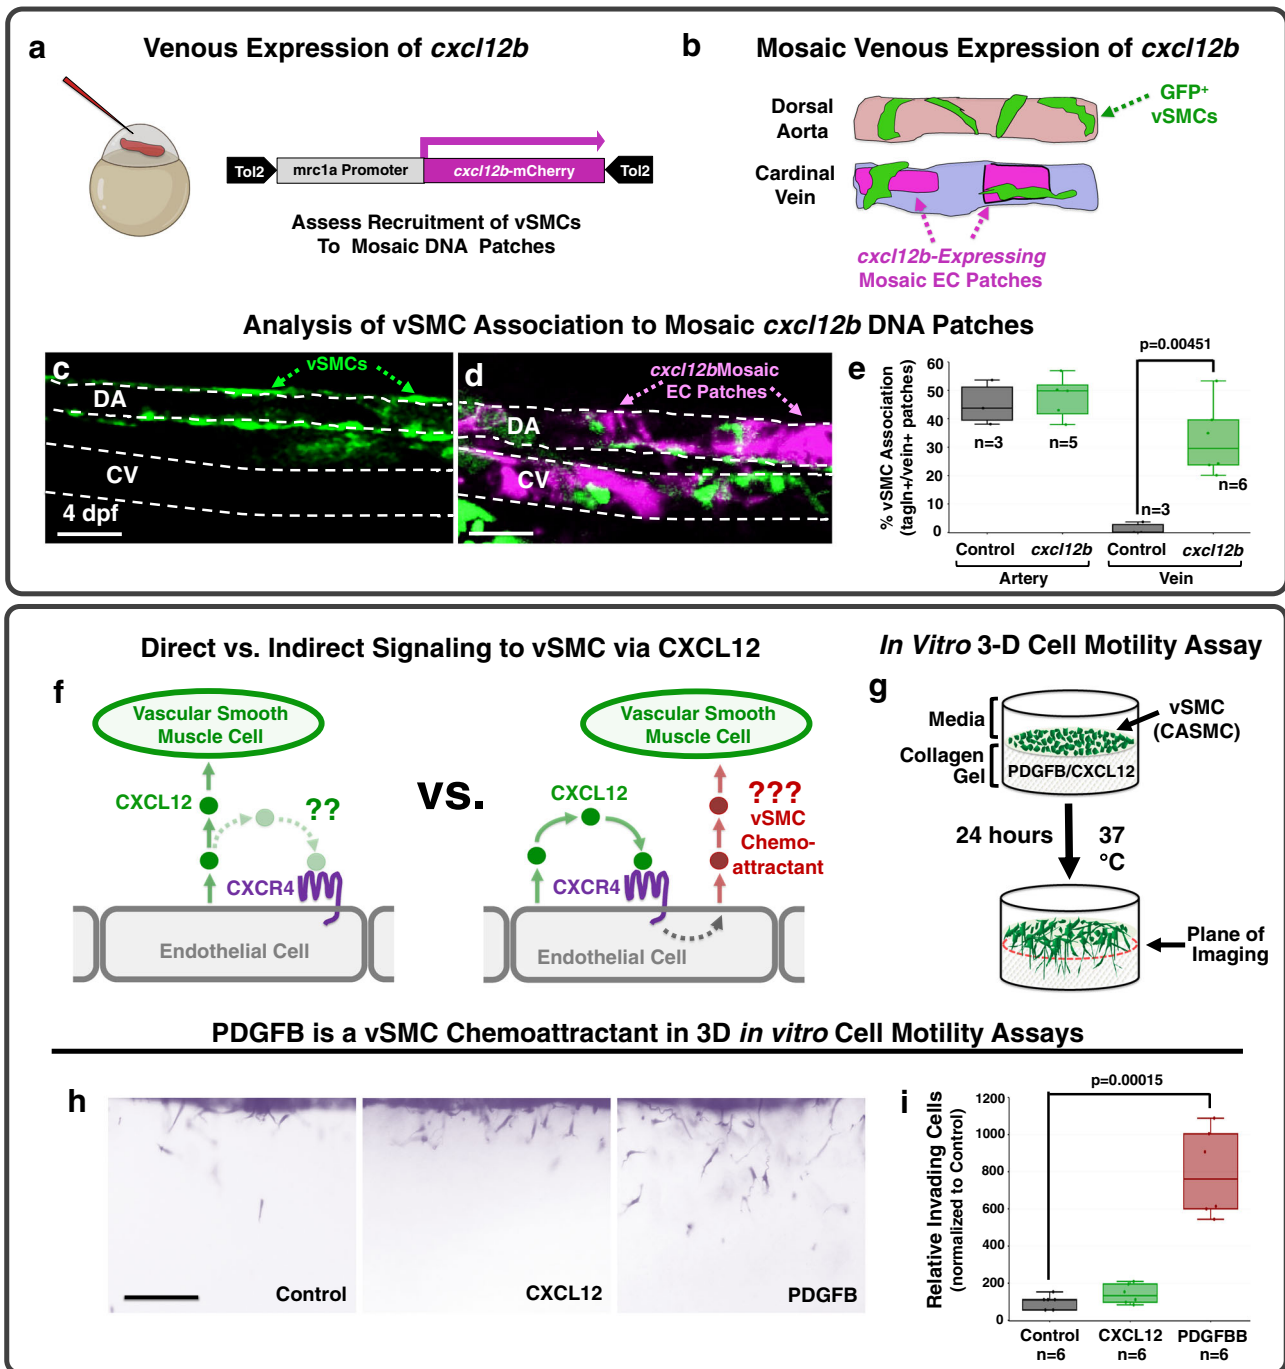 a
Venous Expression of cxcl12b
Tol2
mrc1a Promoter
cxcl12b-mCherry
Tol2
Assess Recruitment of vSMCs
To Mosaic DNA Patches
b
Mosaic Venous Expression of cxcl12b
Dorsal
Aorta
GFP+
vSMCs
Cardinal
Vein
cxcl12b-Expressing
Mosaic EC Patches
Analysis of vSMC Association to Mosaic cxcl12b DNA Patches
c
vSMCs
DA
CV
4 dpf
d
cxcl12bMosaic
EC Patches
DA
CV
e
p=0.00451
% vSMC Association
(tagln+/vein+ patches)
60
50
40
30
20
10
0
n=3
n=5
n=3
n=6
Control
cxcl12b
Control
cxcl12b
Artery
Vein
Direct vs. Indirect Signaling to vSMC via CXCL12
f
Vascular Smooth
Muscle Cell
CXCL12
??
CXCR4
Endothelial Cell
vs.
Vascular Smooth
Muscle Cell
CXCL12
???
vSMC
Chemo-
attractant
CXCR4
Endothelial Cell
In Vitro 3-D Cell Motility Assay
g
Media
Collagen
Gel
vSMC
(CASMC)
PDGFB/CXCL12
24 hours
37
°C
Plane of
Imaging
PDGFB is a vSMC Chemoattractant in 3D in vitro Cell Motility Assays
h
Control
CXCL12
PDGFB
i
p=0.00015
Relative Invading Cells
(normalized to Control)
1200
1000
800
600
400
200
0
Control
n=6
CXCL12
n=6
PDGFBB
n=6